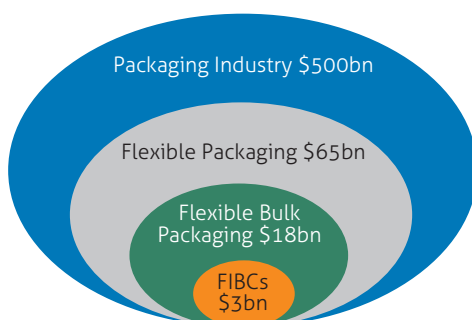 Packaging Industry $500bn
Flexible Packaging $65bn
Flexible Bulk
Packaging $18bn
FIBCs
$3bn